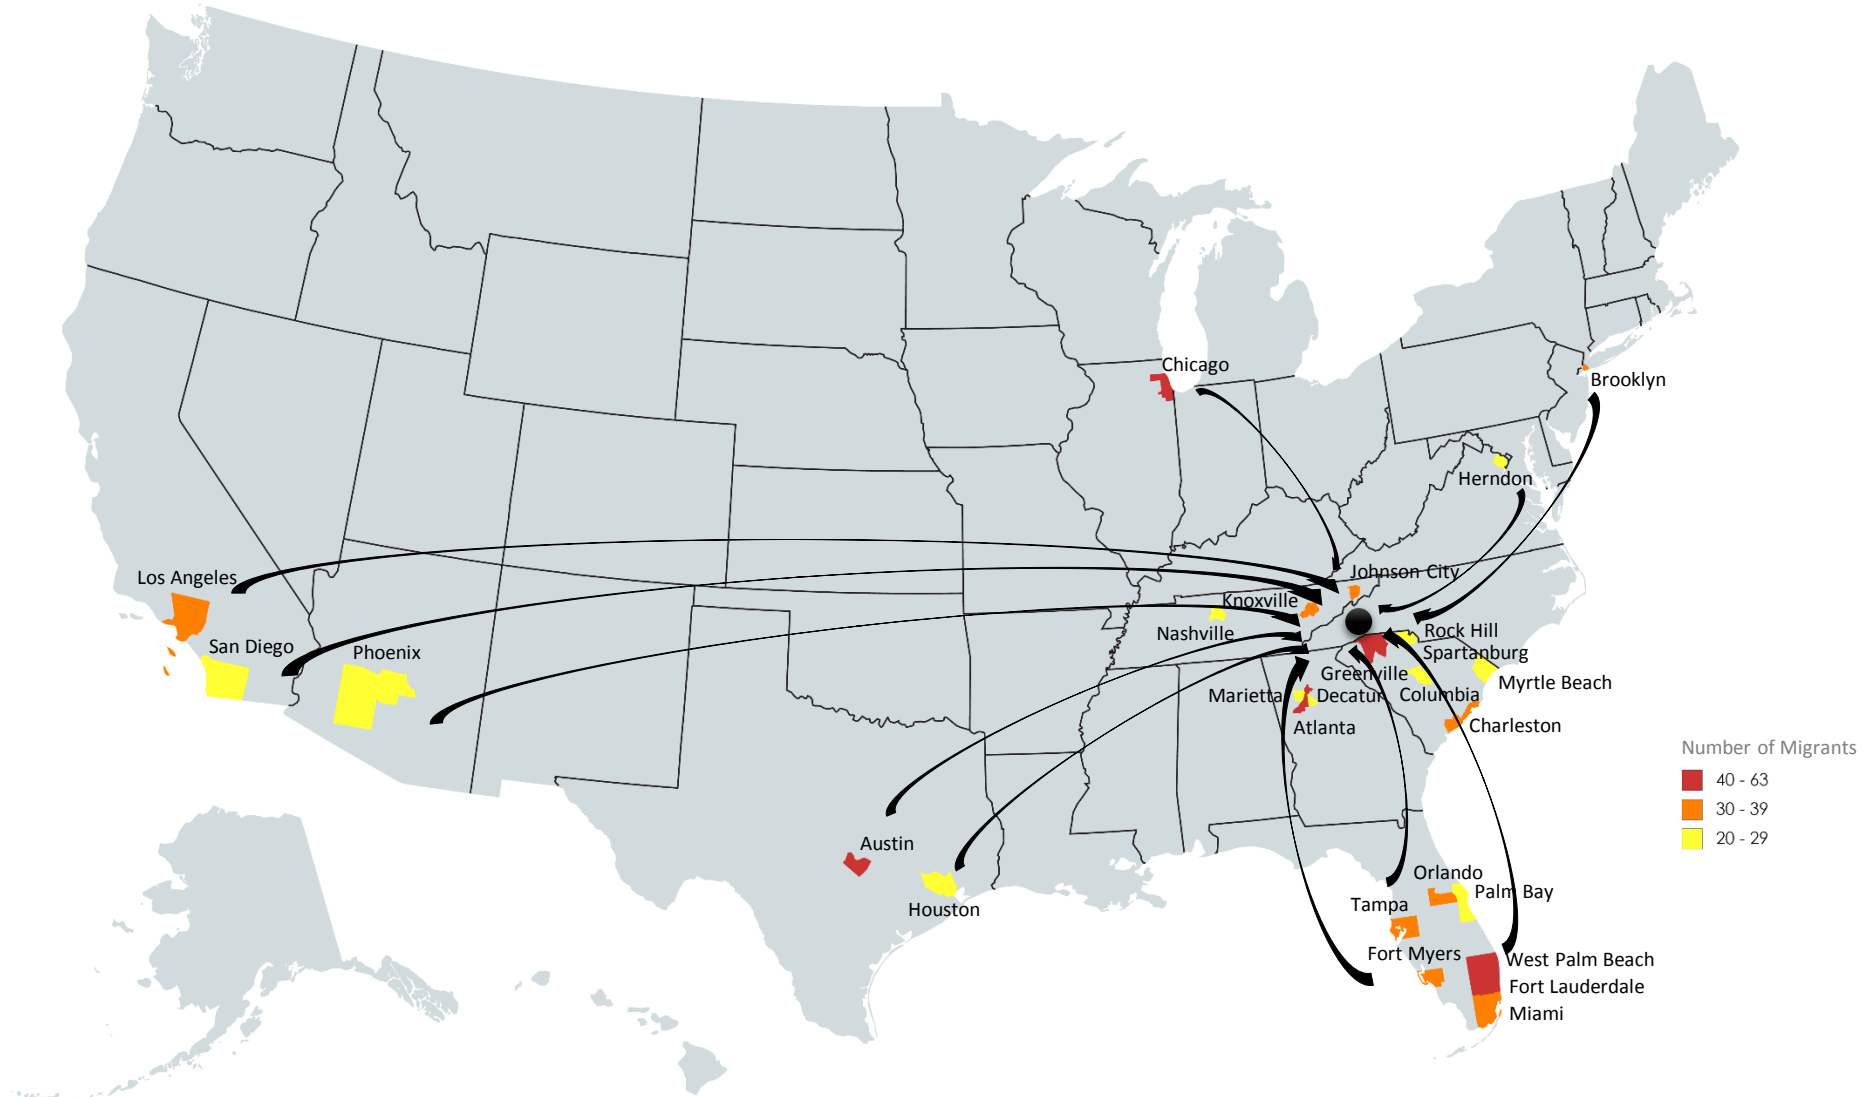 Chicago
Brooklyn
Herndon
Johnson City
Los Angeles
Knoxville
Nashville
Rock Hill
San Diego
Phoenix
Spartanburg
Greenville
Myrtle Beach
Marietta
Decatur
Columbia
Atlanta
Charleston
Number of Migrants
40 - 63
30 - 39
20 - 29
Austin
Houston
Orlando
Palm Bay
Tampa
Fort Myers
West Palm Beach
Fort Lauderdale
Miami